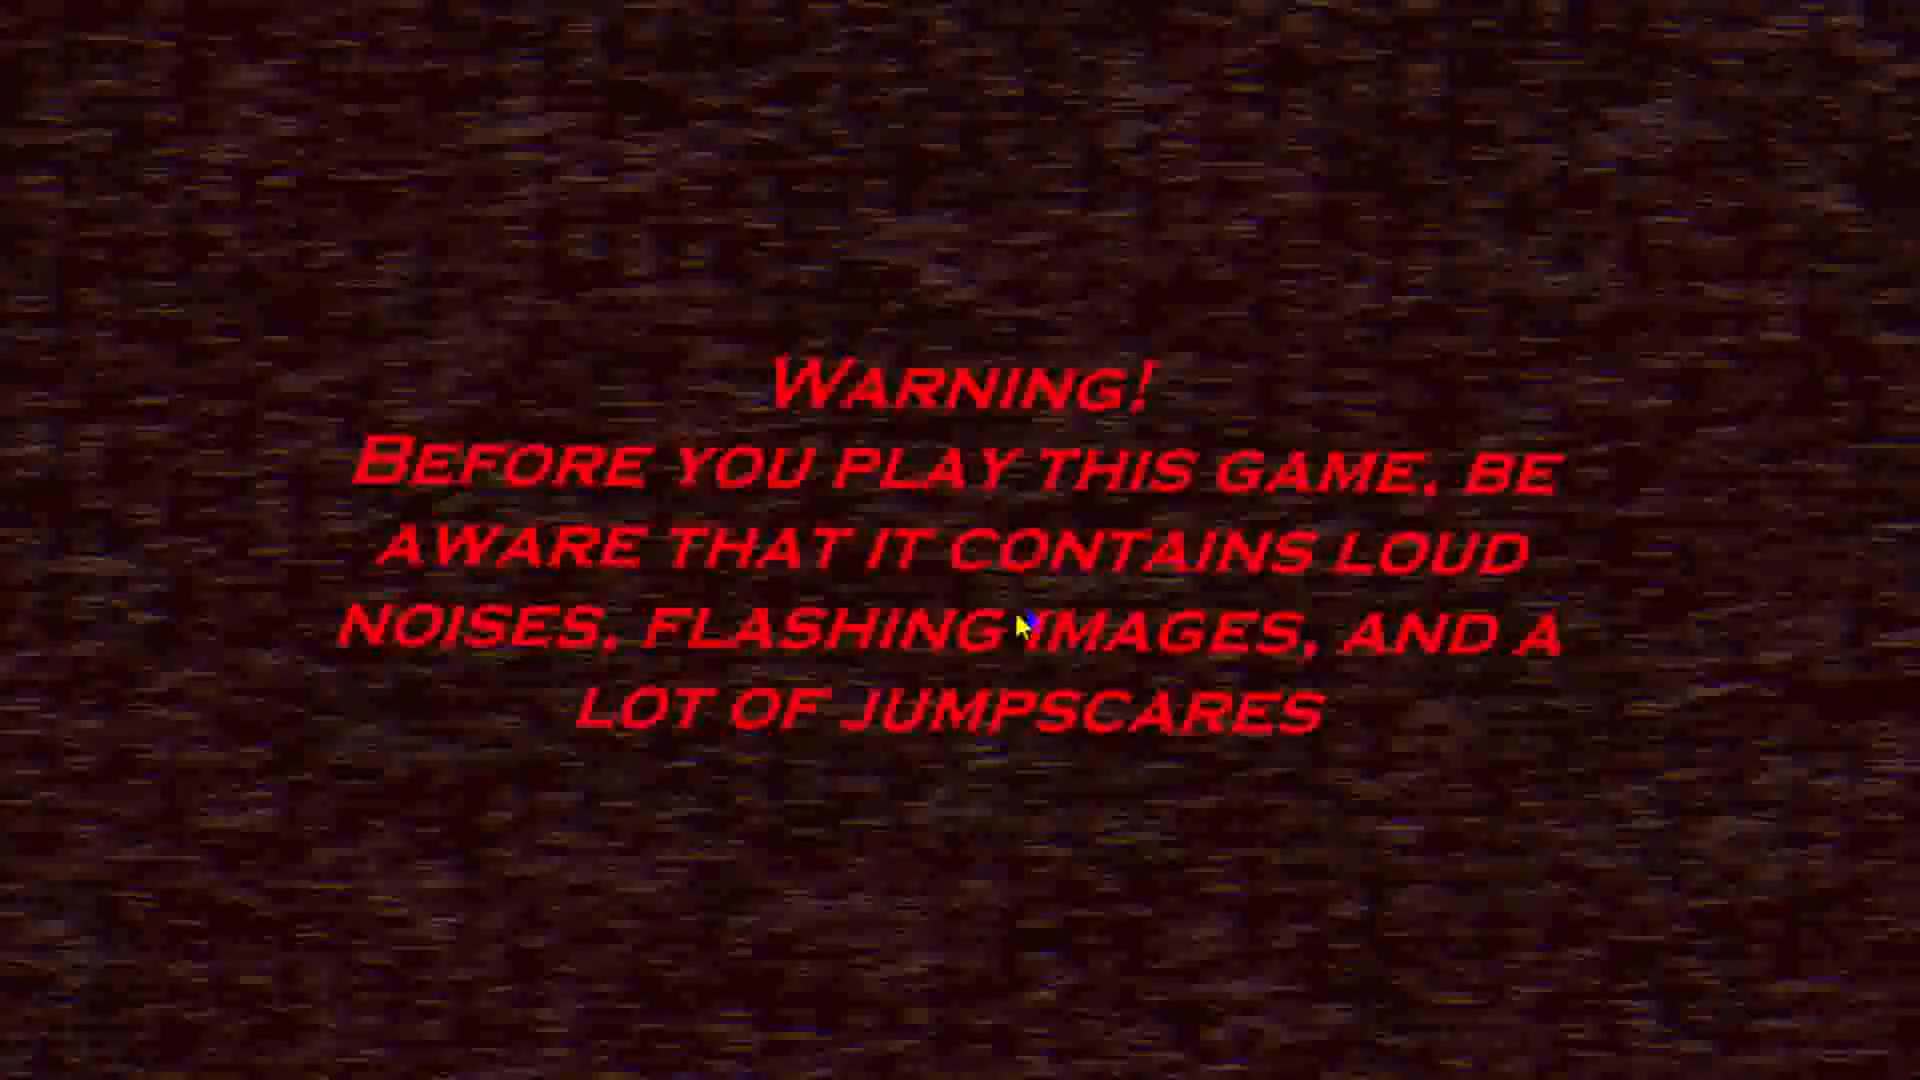 Warning!
Before you play this game, be
aware that it contains loud
noises, flashing images, and a
lot of jumpscares